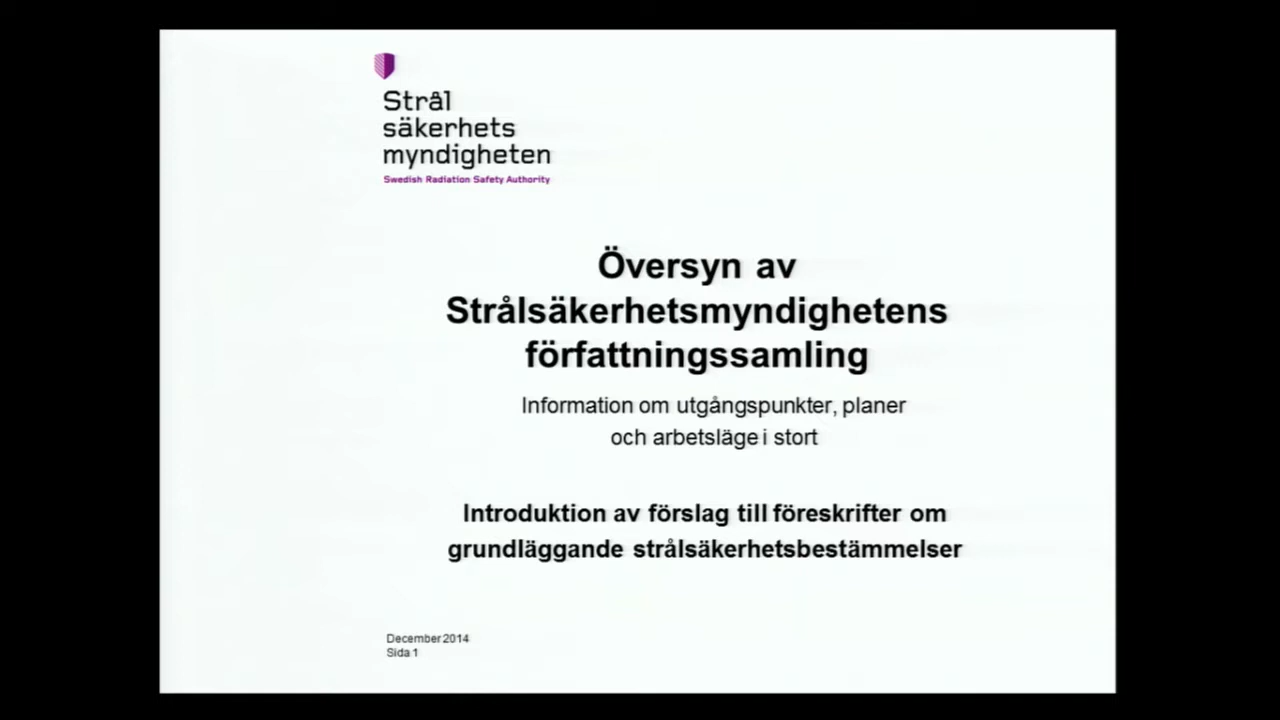 Strål
säkerhets
myndigheten
Swedish Radiation Safety Authority
Översyn av
Strålsäkerhetsmyndighetens
författningssamling
Information om utgångspunkter, planer
och arbetsläge i stort
Introduktion av förslag till föreskrifter om
grundläggande strålsäkerhetsbestämmelser
December 2014
Sida 1